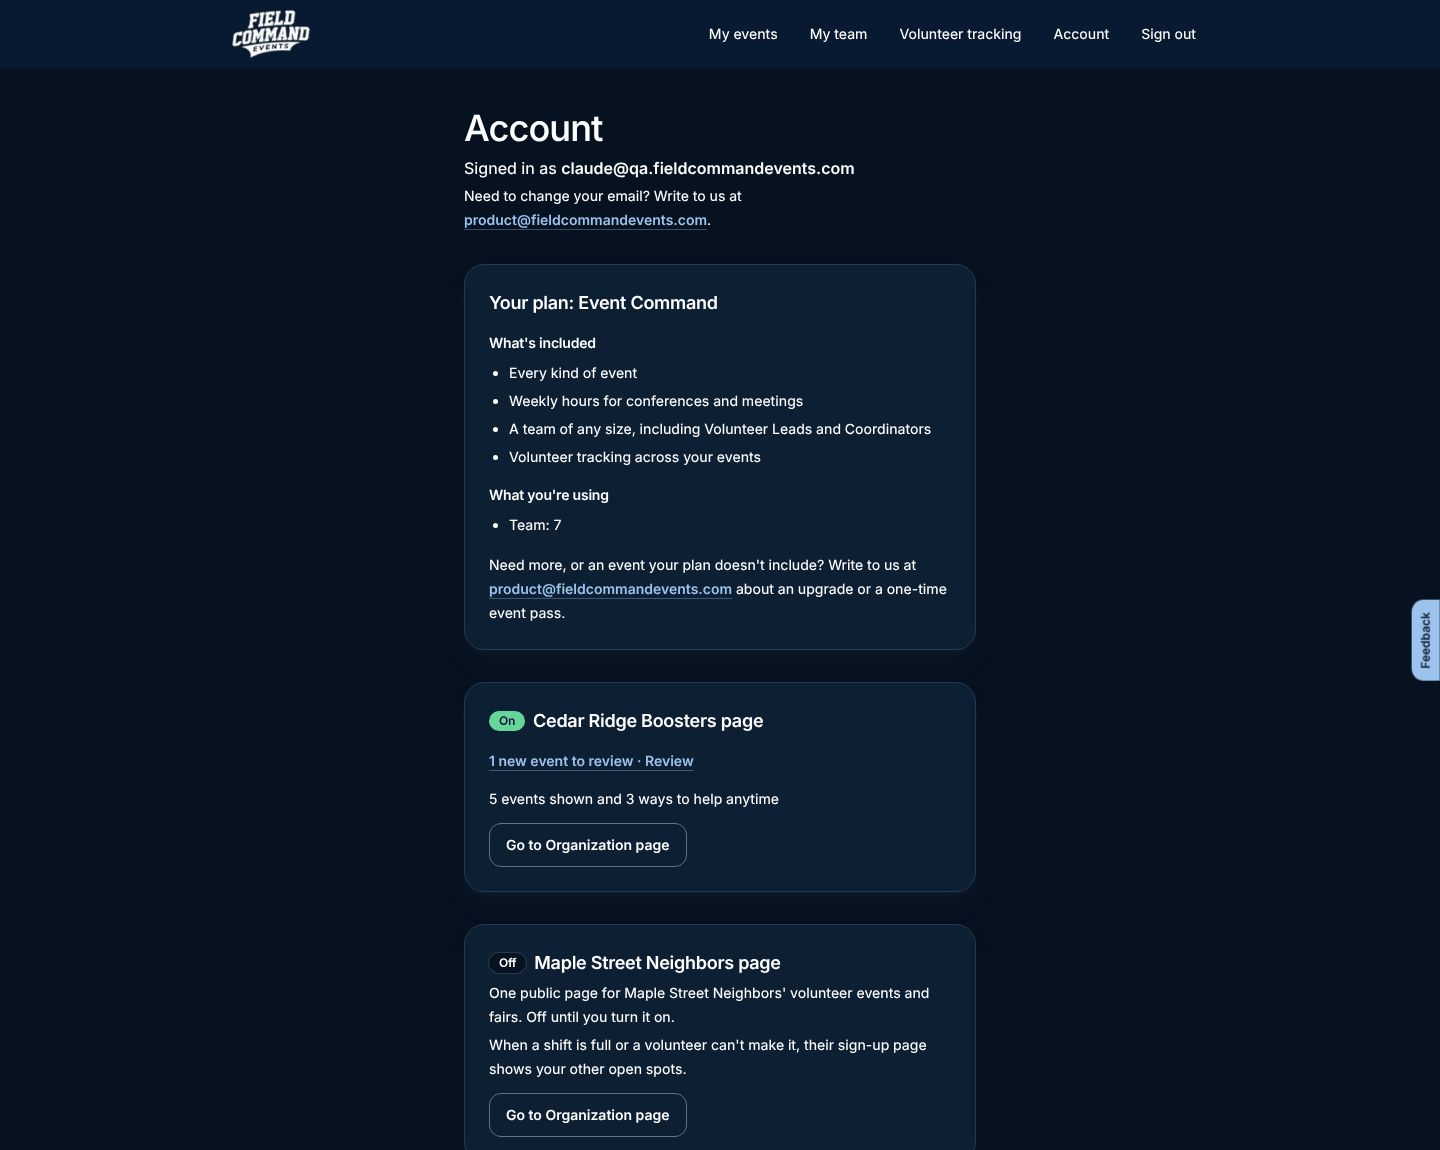 FIELD
COMMAND
EVENTS
My events
My team
Volunteer tracking
Account
Sign out
Account
Signed in as claude@qa.fieldcommandevents.com
Need to change your email? Write to us at
product@fieldcommandevents.com.
Your plan: Event Command
What's included
Every kind of event
Weekly hours for conferences and meetings
A team of any size, including Volunteer Leads and Coordinators
Volunteer tracking across your events
What you're using
Team: 7
Need more, or an event your plan doesn't include? Write to us at
product@fieldcommandevents.com about an upgrade or a one-time
event pass.
Feedback
On Cedar Ridge Boosters page
1 new event to review · Review
5 events shown and 3 ways to help anytime
Go to Organization page
Off Maple Street Neighbors page
One public page for Maple Street Neighbors' volunteer events and
fairs. Off until you turn it on.
When a shift is full or a volunteer can't make it, their sign-up page
shows your other open spots.
Go to Organization page